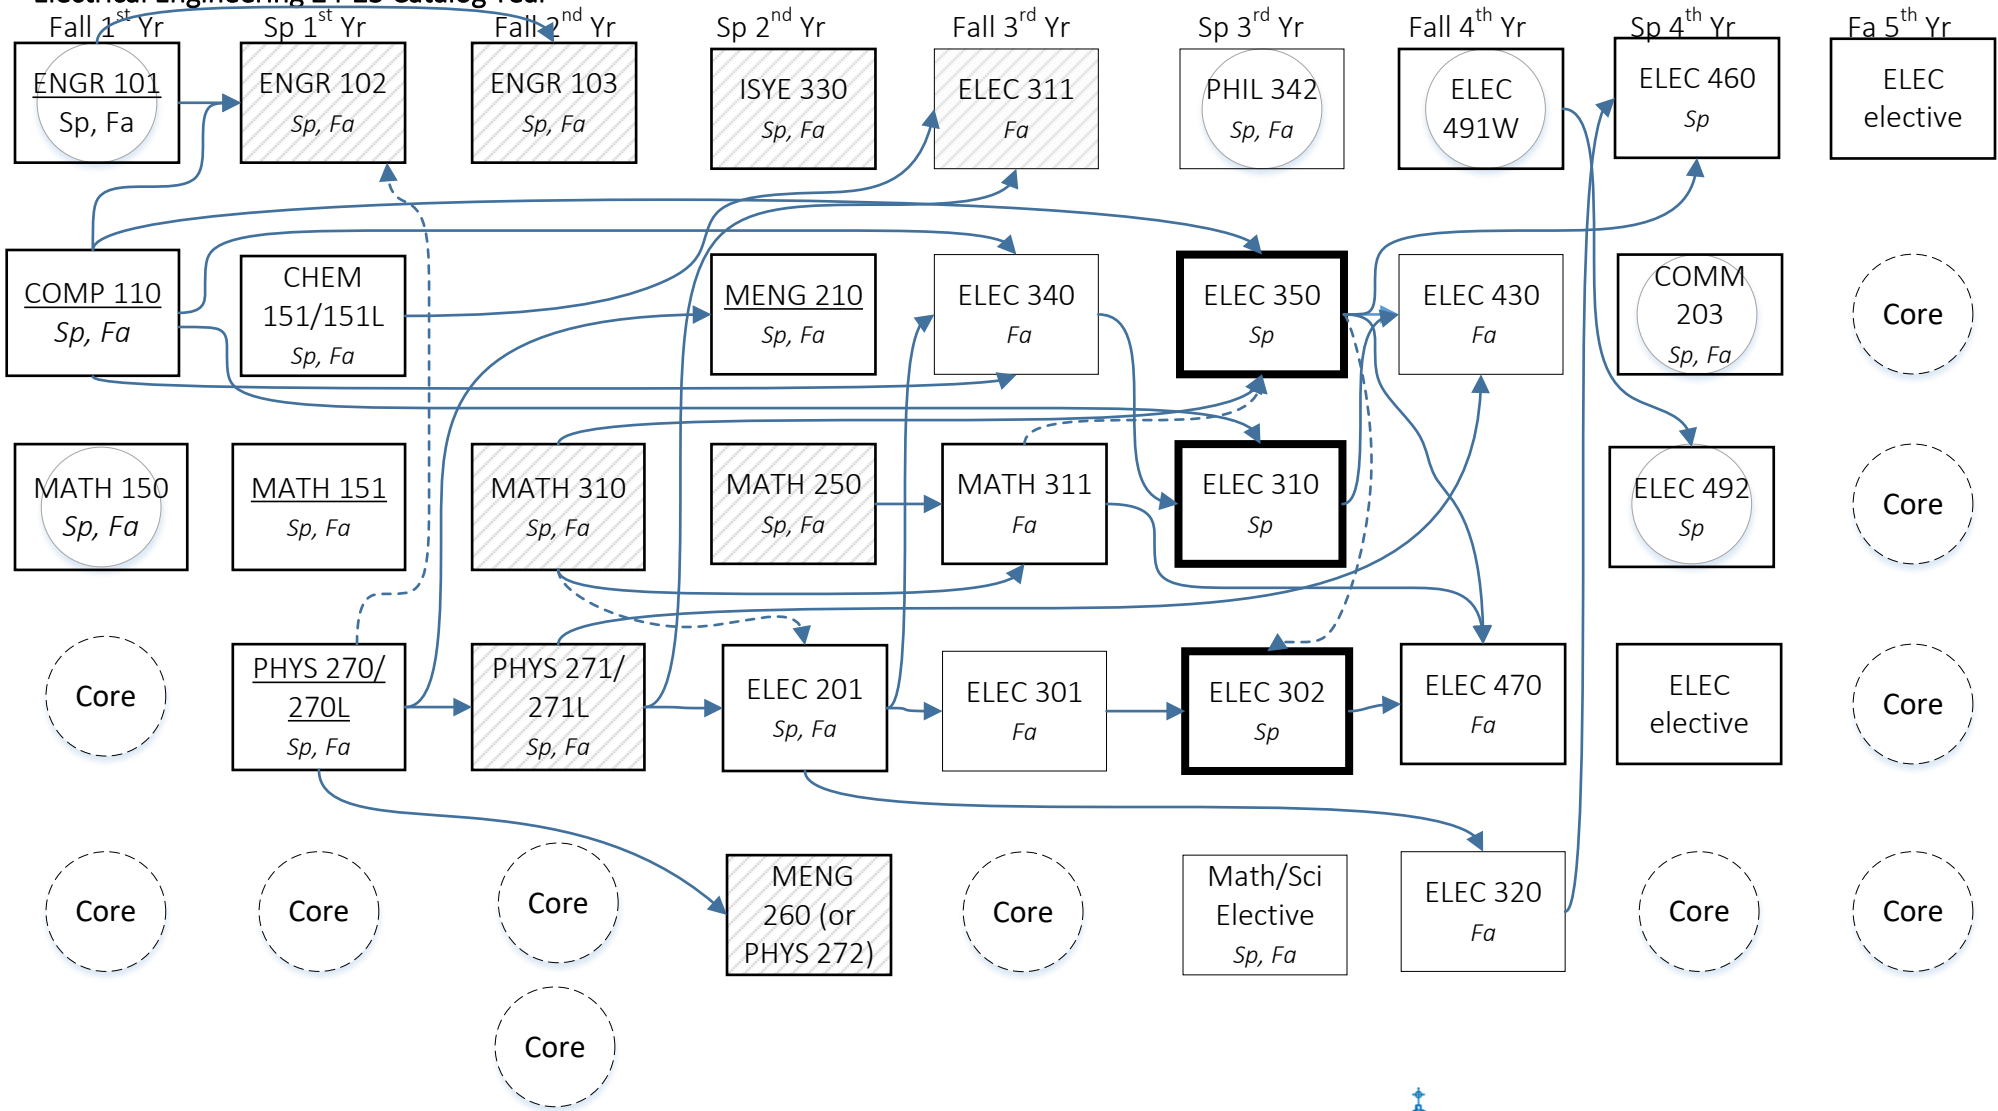 Electrical Engineering 24-25 Catalog Year
Fall 1st Yr
Sp 1st Yr
Fall 2nd Yr
Sp 2nd Yr
Fall 3rd Yr
Sp 3rd Yr
Fall 4th Yr
Sp 4th Yr
Fa 5th Yr
ENGR 101
Sp, Fa
ENGR 102
Sp, Fa
ENGR 103
Sp, Fa
ISYE 330
Sp, Fa
ELEC 311
Fa
PHIL 342
Sp, Fa
ELEC
491W
ELEC 460
Sp
ELEC
elective
COMP 110
Sp, Fa
CHEM
151/151L
Sp, Fa
MENG 210
Sp, Fa
ELEC 340
Fa
ELEC 350
Sp
ELEC 430
Fa
COMM
203
Sp, Fa
Core
MATH 150
Sp, Fa
MATH 151
Sp, Fa
MATH 310
Sp, Fa
MATH 250
Sp, Fa
MATH 311
Fa
ELEC 310
Sp
ELEC 492
Sp
Core
Core
PHYS 270/
270L
Sp, Fa
PHYS 271/
271L
Sp, Fa
ELEC 201
Sp, Fa
ELEC 301
Fa
ELEC 302
Sp
ELEC 470
Fa
ELEC
elective
Core
Core
Core
Core
MENG
260 (or
PHYS 272)
Core
Math/Sci
Elective
Sp, Fa
ELEC 320
Fa
Core
Core
Core